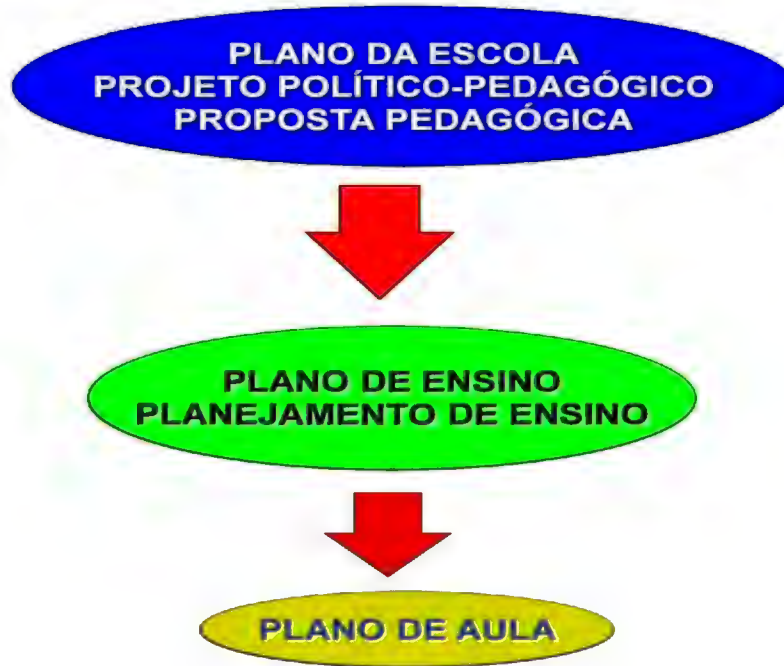 PLANO DA ESCOLA
PROJETO POLÍTICO-PEDAGÓGICO
PROPOSTA PEDAGÓGICA
PLANO DE ENSINO
PLANEJAMENTO DE ENSINO
PLANO DE AULA